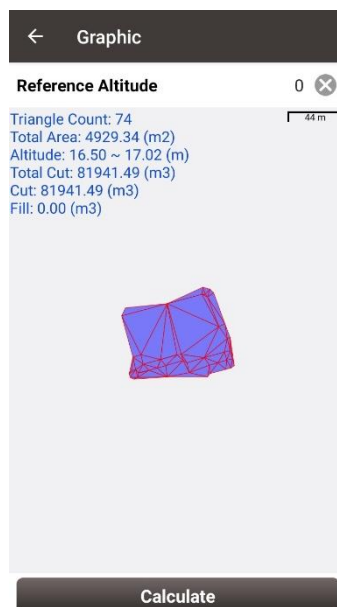 Graphic
Reference Altitude 0
Triangle Count: 74
44 m
Total Area: 4929.34 (m2)
Altitude: 16.50 ~ 17.02 (m)
Total Cut: 81941.49 (m3)
Cut: 81941.49 (m3)
Fill: 0.00 (m3)
Calculate